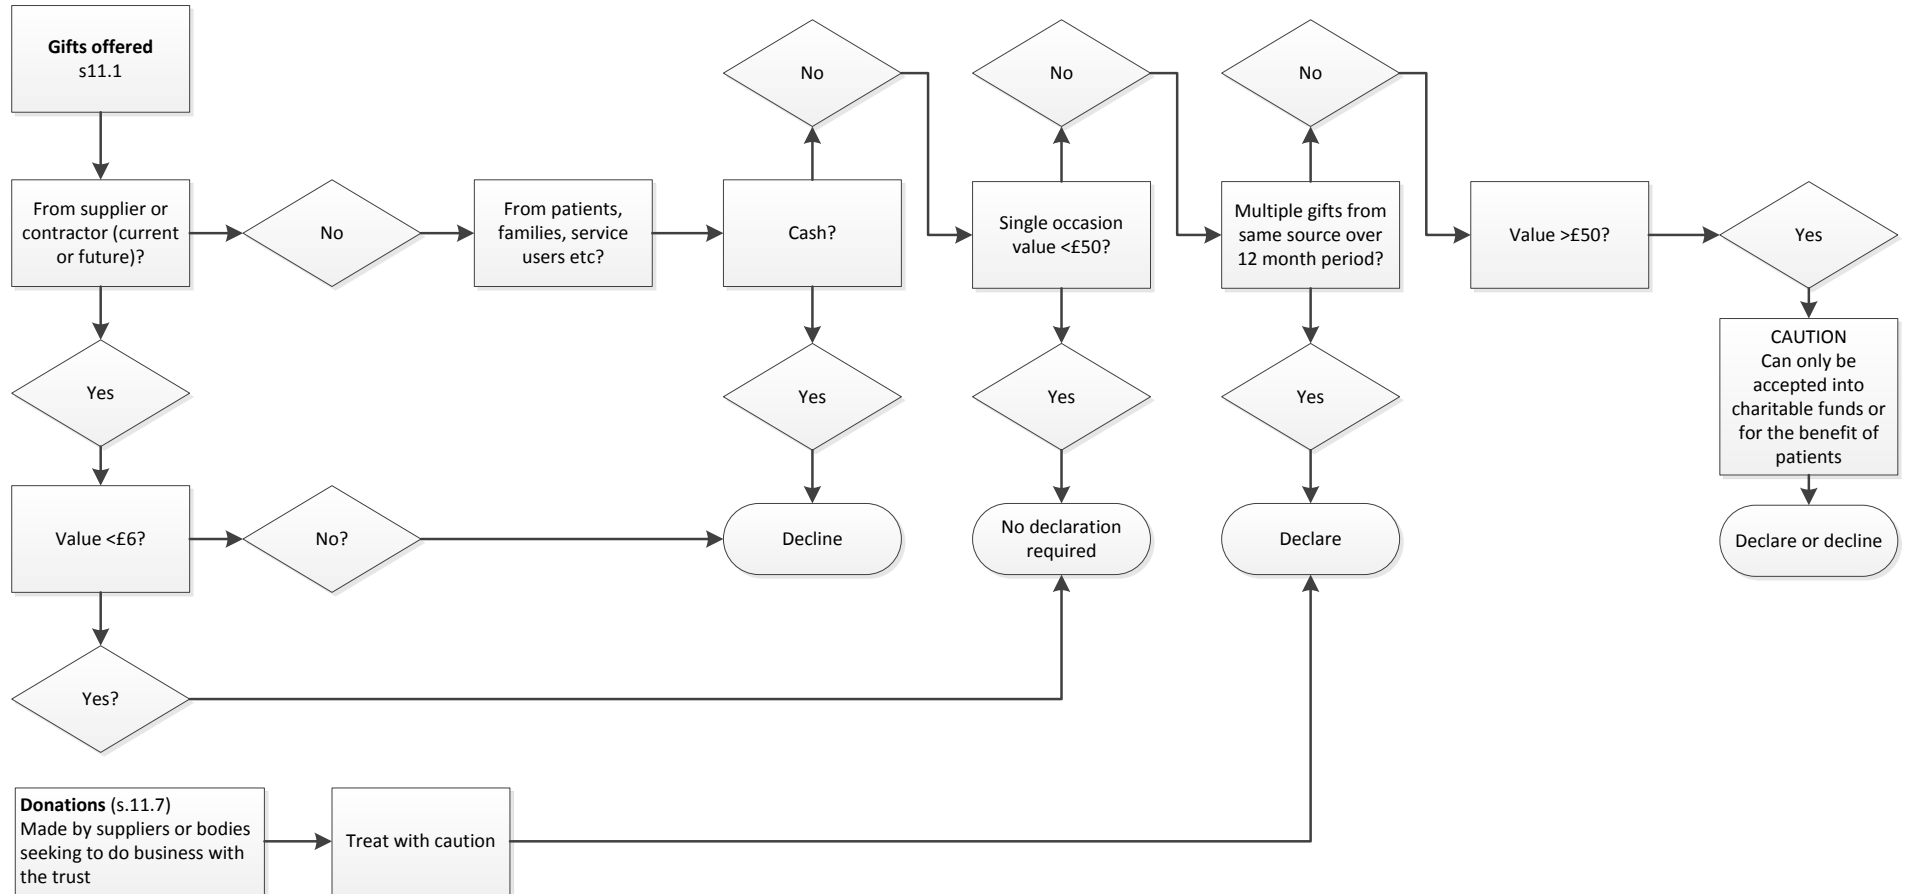 Gifts offered
s11.1
No
No
No
From supplier or
contractor (current
or future)?
No
From patients,
families, service
users etc?
Cash?
Single occasion
value <£50?
Multiple gifts from
same source over
12 month period?
Value >£50?
Yes
Yes
Yes
Yes
Yes
CAUTION
Can only be
accepted into
charitable funds or
for the benefit of
patients
Value <£6?
No?
Decline
No declaration
required
Declare
Declare or decline
Yes?
Donations (s.11.7)
Made by suppliers or bodies
seeking to do business with
the trust
Treat with caution